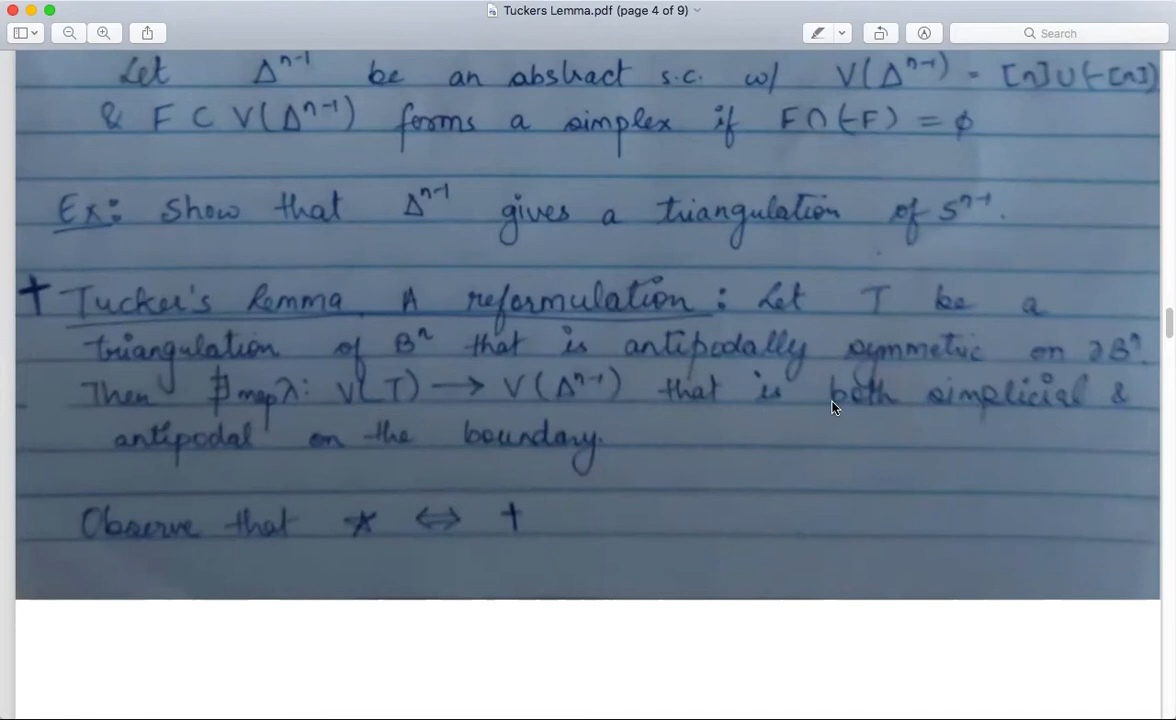 Tuckers Lemma.pdf (page 4 of 9)
Search
Let Δⁿ⁻¹ be an abstract s.c. w/ V(Δⁿ⁻¹) = [n]∪(-[n])
& F ⊂ V(Δⁿ⁻¹) forms a simplex if F∩(-F) = ϕ
Ex: Show that Δⁿ⁻¹ gives a triangulation of Sⁿ⁻¹.
† Tucker's Lemma A reformulation: Let T be a
triangulation of Bⁿ that is antipodally symmetric on ∂Bⁿ.
Then ∄ map λ: V(T) → V(Δⁿ⁻¹) that is both simplicial &
antipodal on the boundary.
Observe that ★ ⇔ †